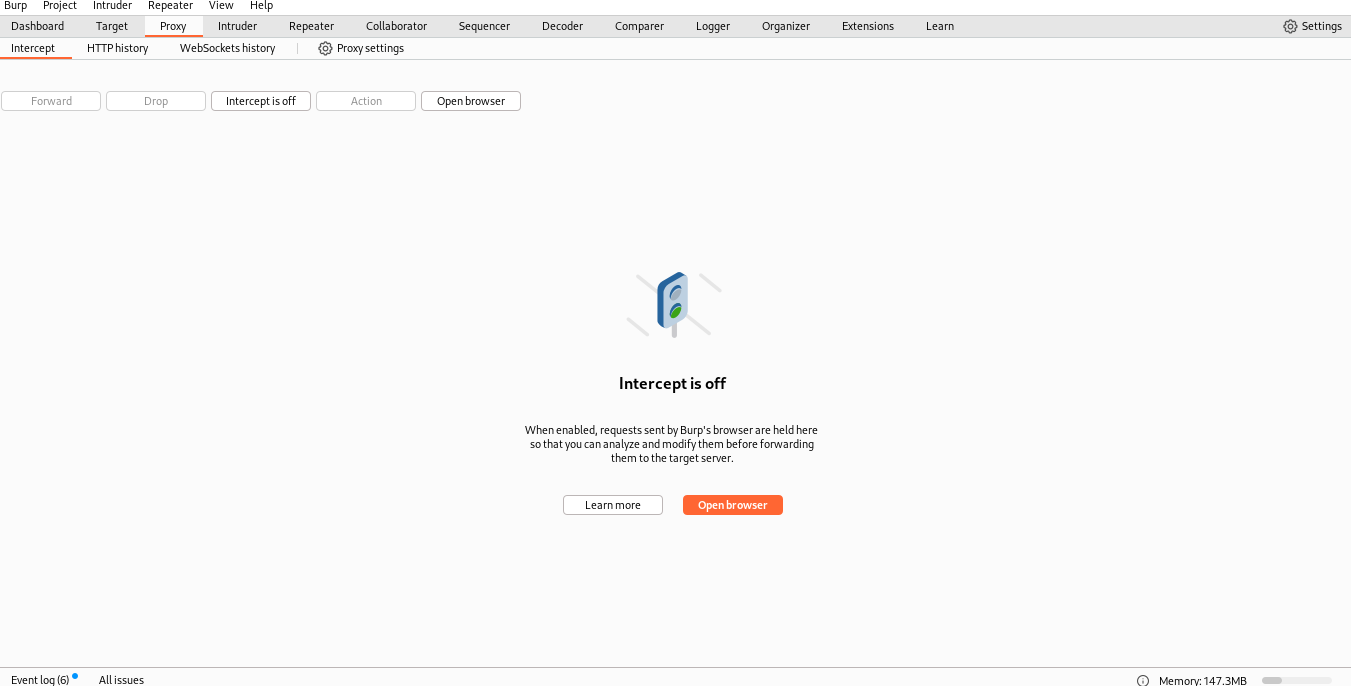 Burp Project Intruder Repeater View Help
Dashboard Target Proxy Intruder Repeater Collaborator Sequencer Decoder Comparer Logger Organizer Extensions Learn Settings
Intercept HTTP history WebSockets history Proxy settings
Forward Drop Intercept is off Action Open browser
Intercept is off
When enabled, requests sent by Burp's browser are held here
so that you can analyze and modify them before forwarding
them to the target server.
Learn more Open browser
Event log (6) All issues Memory: 147.3MB